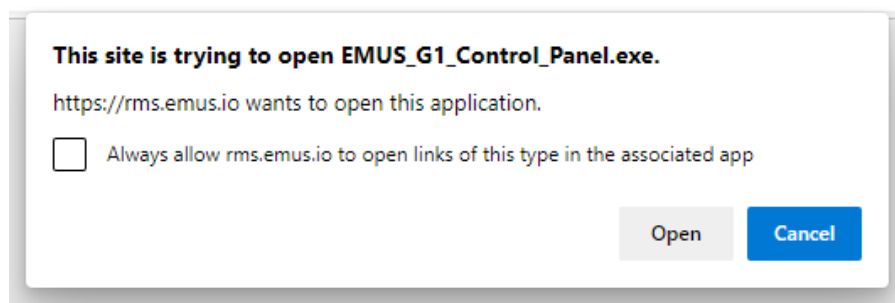 This site is trying to open EMUS_G1_Control_Panel.exe.
https://rms.emus.io wants to open this application.
Always allow rms.emus.io to open links of this type in the associated app
Open Cancel